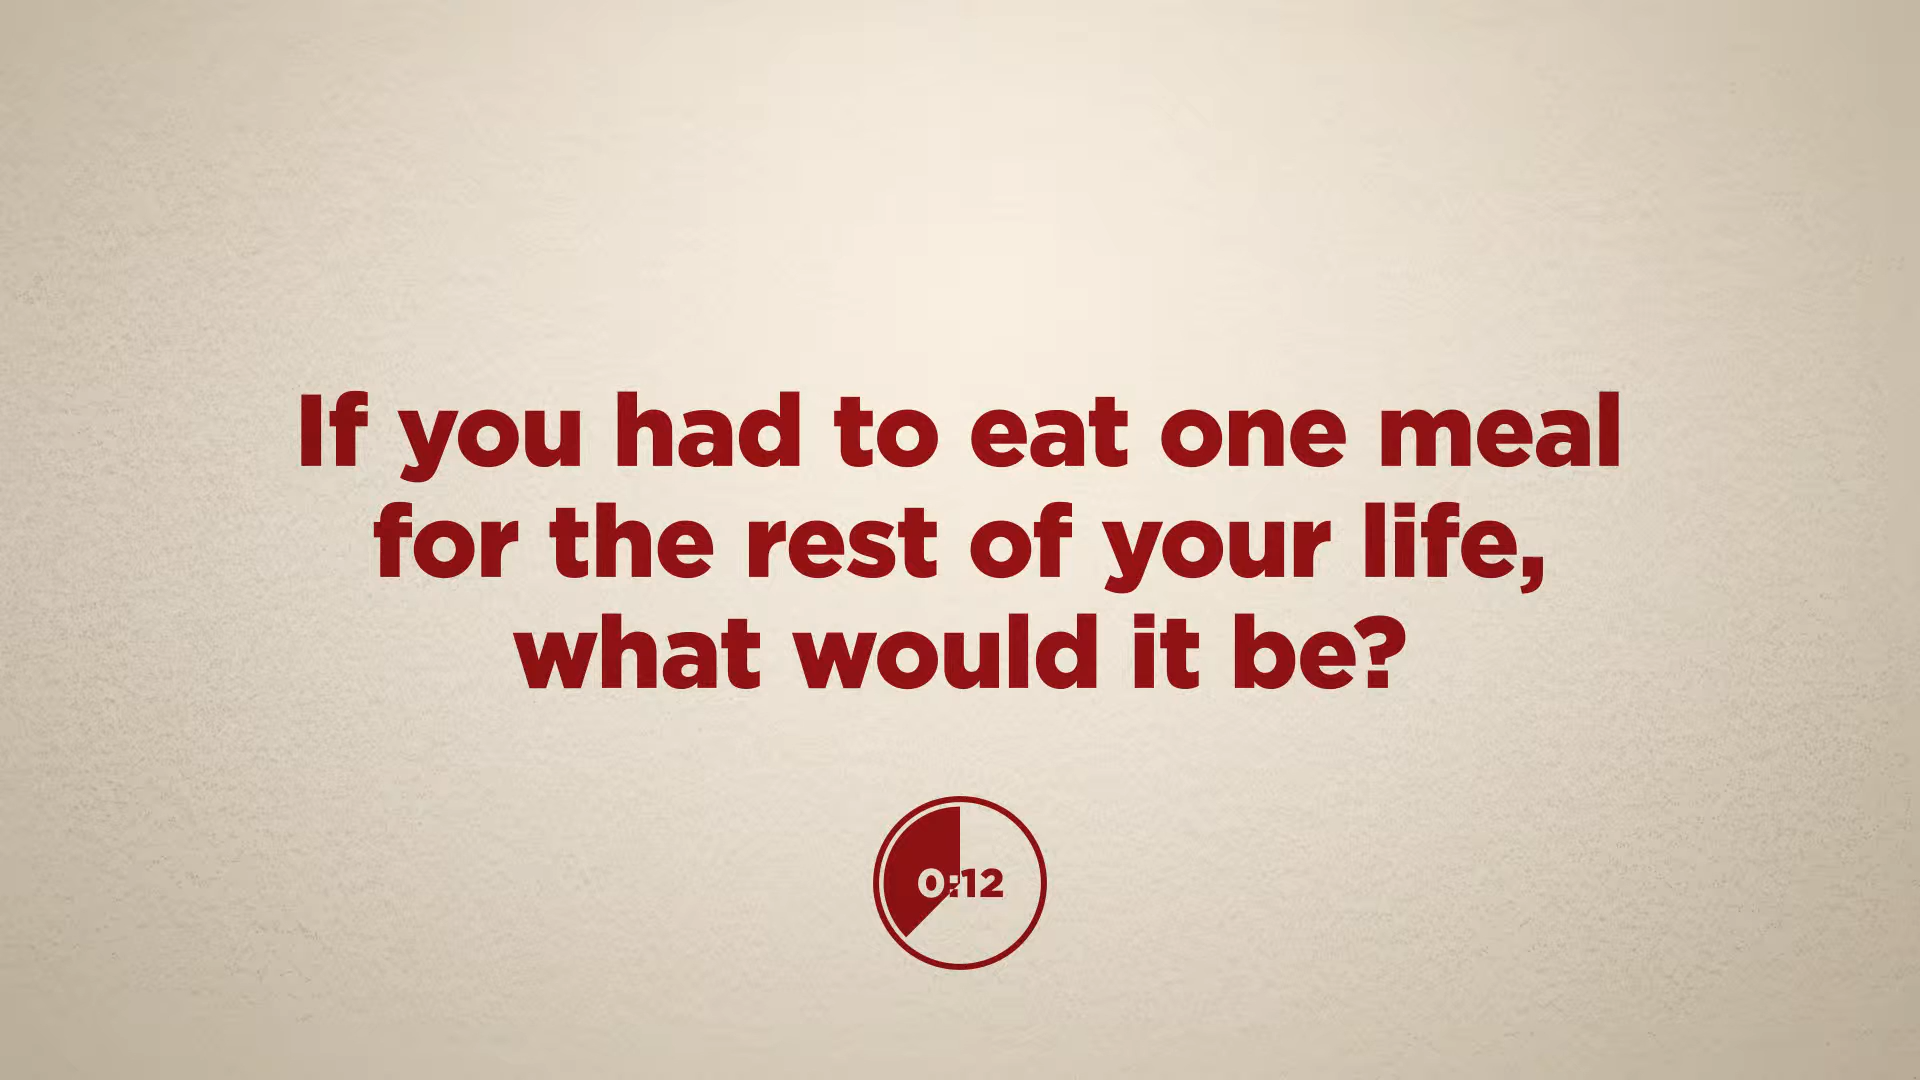 If you had to eat one meal
for the rest of your life,
what would it be?
0:12